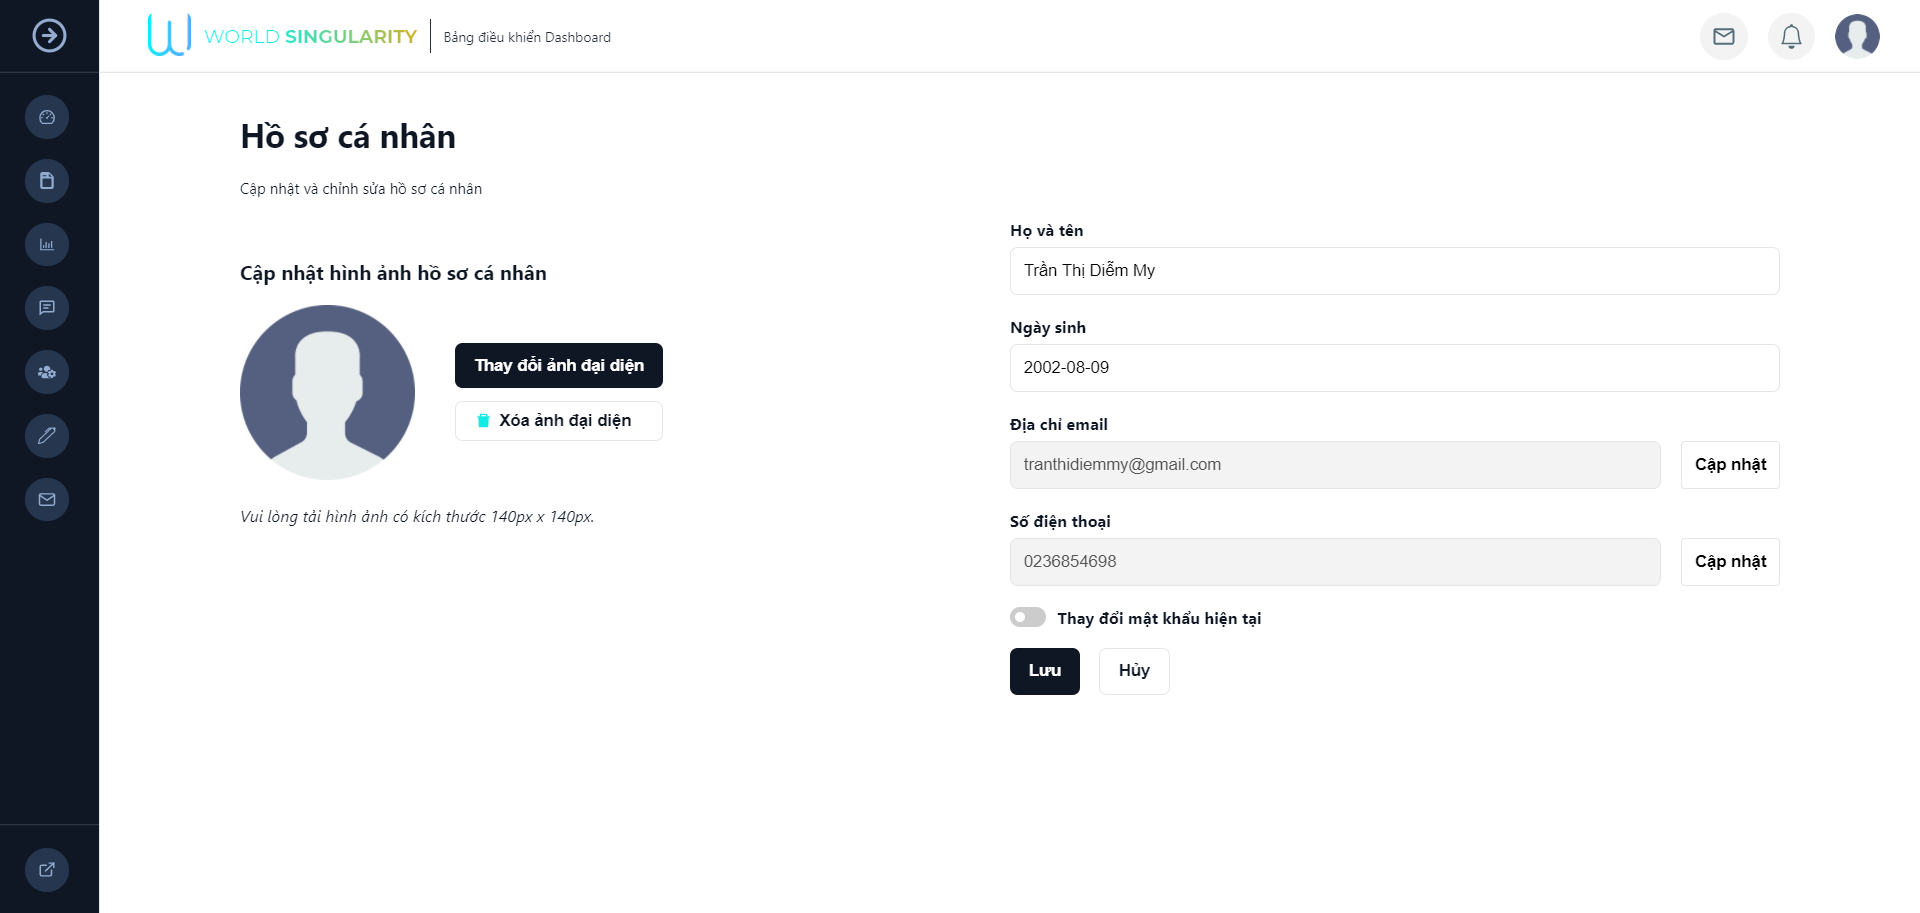 WORLD SINGULARITY
Bảng điều khiển Dashboard
Hồ sơ cá nhân
Cập nhật và chỉnh sửa hồ sơ cá nhân
Cập nhật hình ảnh hồ sơ cá nhân
Thay đổi ảnh đại diện
Xóa ảnh đại diện
Vui lòng tải hình ảnh có kích thước 140px x 140px.
Họ và tên
Trần Thị Diễm My
Ngày sinh
2002-08-09
Địa chỉ email
tranthidiemmy@gmail.com
Cập nhật
Số điện thoại
0236854698
Cập nhật
Thay đổi mật khẩu hiện tại
Lưu
Hủy